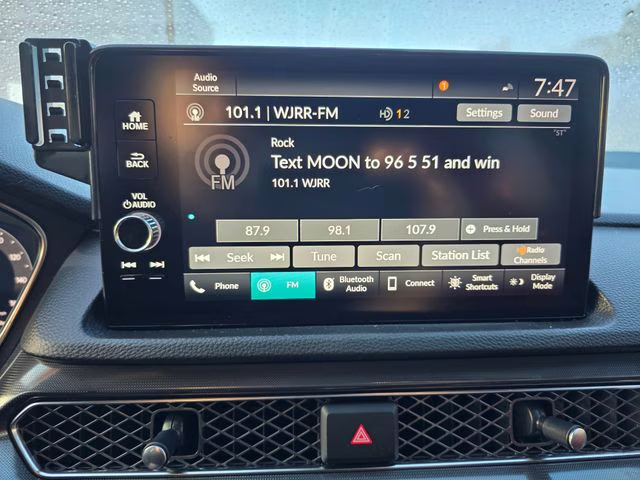 Audio
Source
1
7:47
101.1 | WJRR-FM
HD 1 2
Settings
Sound
"ST"
HOME
BACK
VOL
AUDIO
FM
Rock
Text MOON to 96 5 51 and win
101.1 WJRR
87.9
98.1
107.9
Press & Hold
Seek
Tune
Scan
Station List
Radio
Channels
Phone
FM
Bluetooth
Audio
Connect
Smart
Shortcuts
Display
Mode